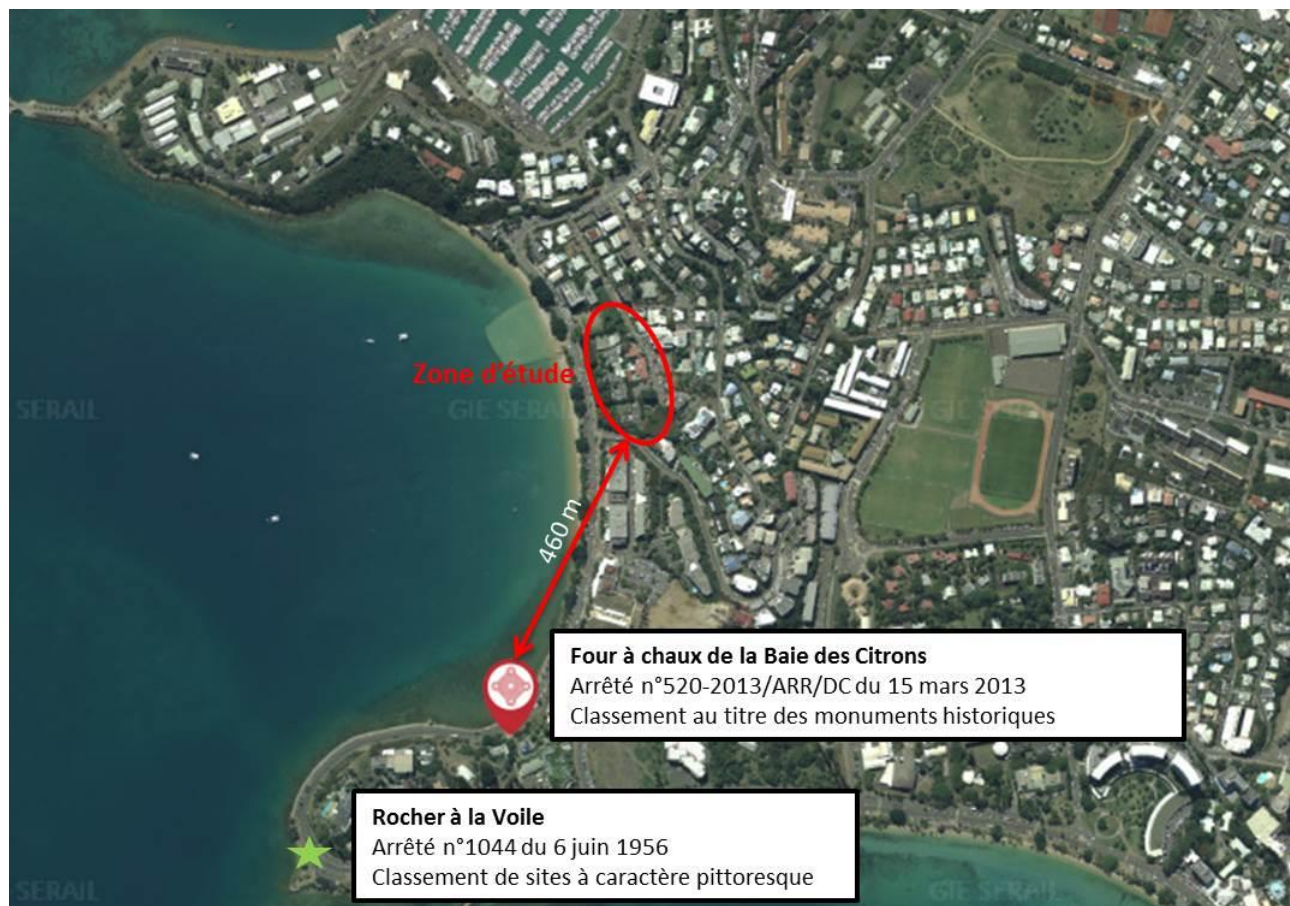 Zone d'étude
SERAIL
GIE SERAIL
460 m
Four à chaux de la Baie des Citrons
Arrêté n°520-2013/ARR/DC du 15 mars 2013
Classement au titre des monuments historiques
Rocher à la Voile
Arrêté n°1044 du 6 juin 1956
Classement de sites à caractère pittoresque
SERAIL
GIE SERAIL